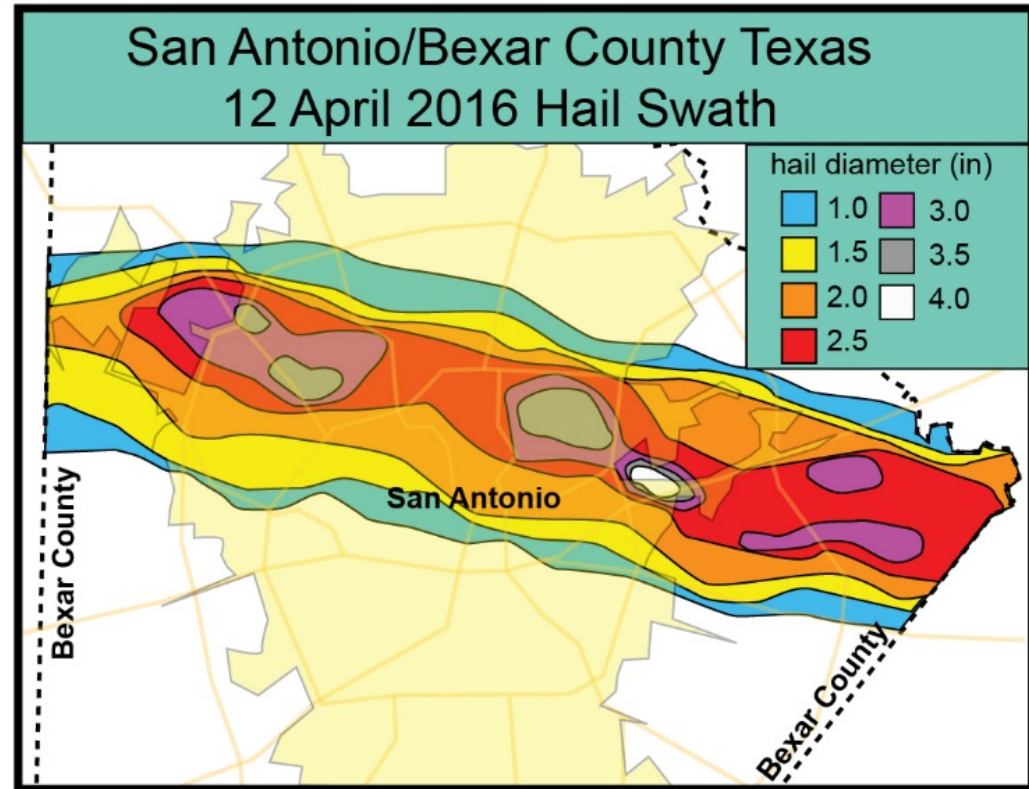 San Antonio/Bexar County Texas
12 April 2016 Hail Swath
hail diameter (in)
1.0 3.0
1.5 3.5
2.0 4.0
2.5
San Antonio
Bexar County
Bexar County